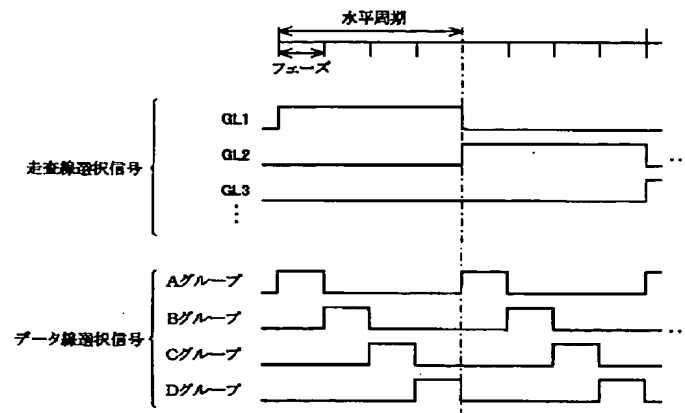 水平周期
フェーズ
GL1
GL2
GL3
走査線選択信号
Aグループ
Bグループ
Cグループ
Dグループ
データ線選択信号